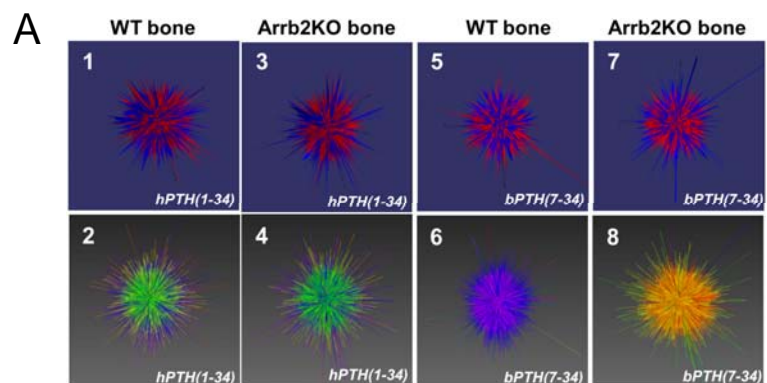 A
WT bone Arrb2KO bone WT bone Arrb2KO bone
1 3 5 7
hPTH(1-34) hPTH(1-34) bPTH(7-34) bPTH(7-34)
2 4 6 8
hPTH(1-34) hPTH(1-34) bPTH(7-34) bPTH(7-34)